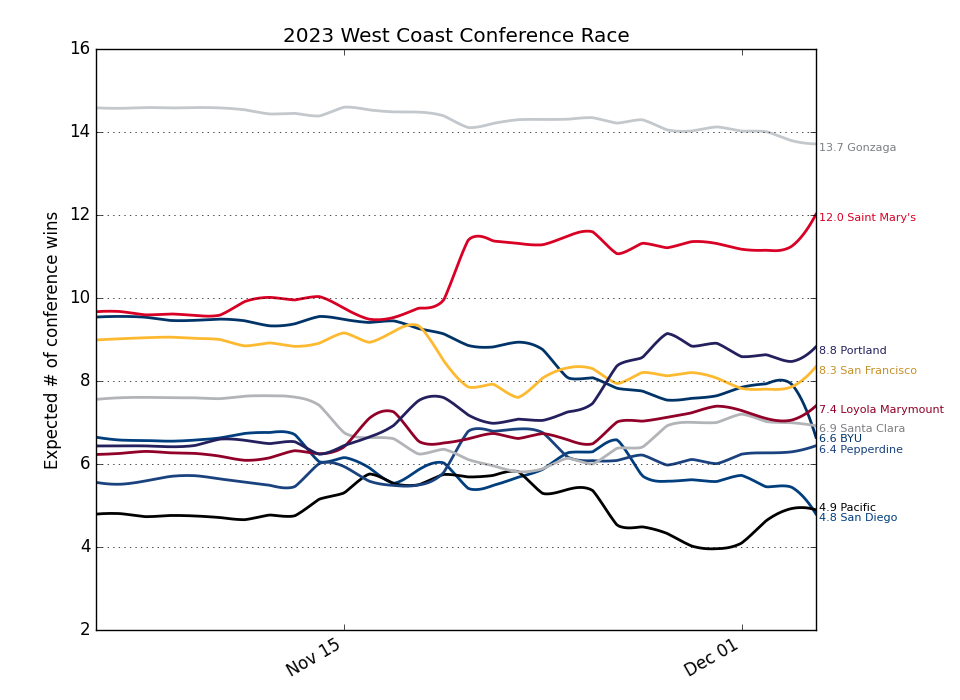 2023 West Coast Conference Race
Expected # of conference wins
16
14
12
10
8
6
4
2
Nov 15
Dec 01
13.7 Gonzaga
12.0 Saint Mary's
8.8 Portland
8.3 San Francisco
7.4 Loyola Marymount
6.9 Santa Clara
6.6 BYU
6.4 Pepperdine
4.9 Pacific
4.8 San Diego